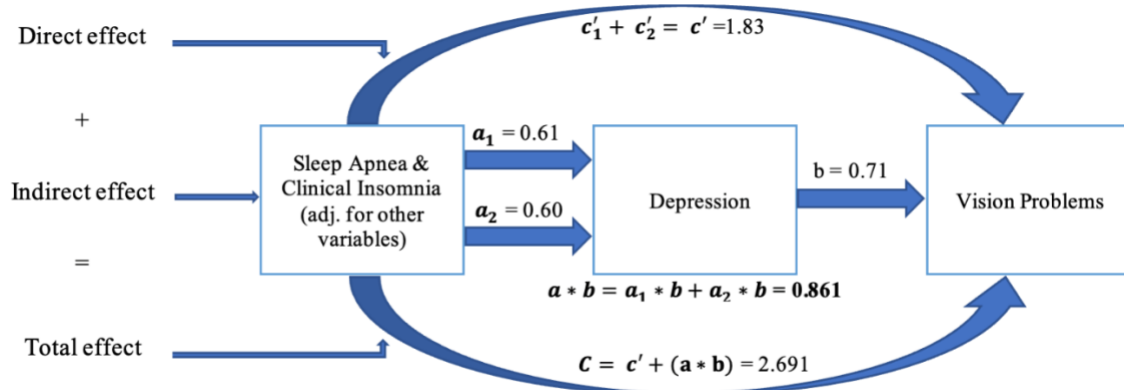 Direct effect
+
Indirect effect
=
Total effect
c′₁ + c′₂ = c′ =1.83
Sleep Apnea &
Clinical Insomnia
(adj. for other
variables)
a₁ = 0.61
a₂ = 0.60
Depression
b = 0.71
Vision Problems
a * b = a₁ * b + a₂ * b = 0.861
C = c′ + (a * b) = 2.691